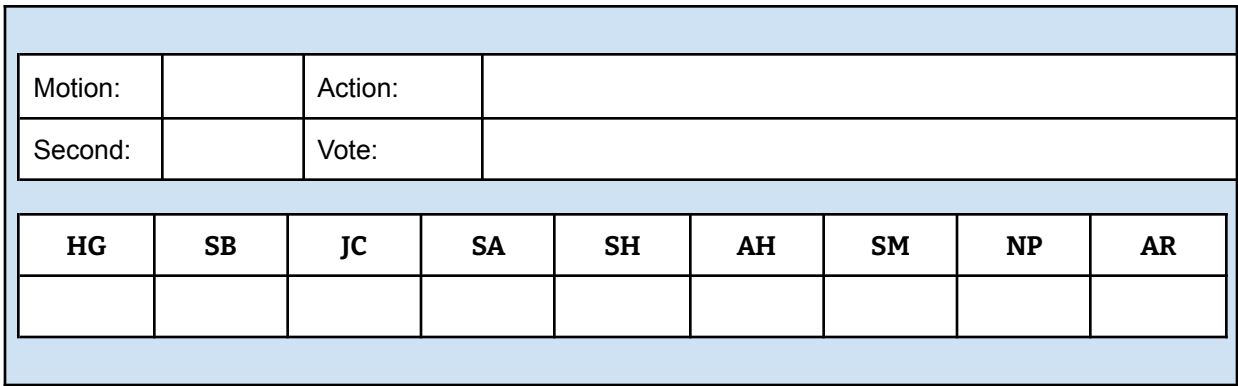 Motion: Action:
Second: Vote:
HG SB JC SA SH AH SM NP AR